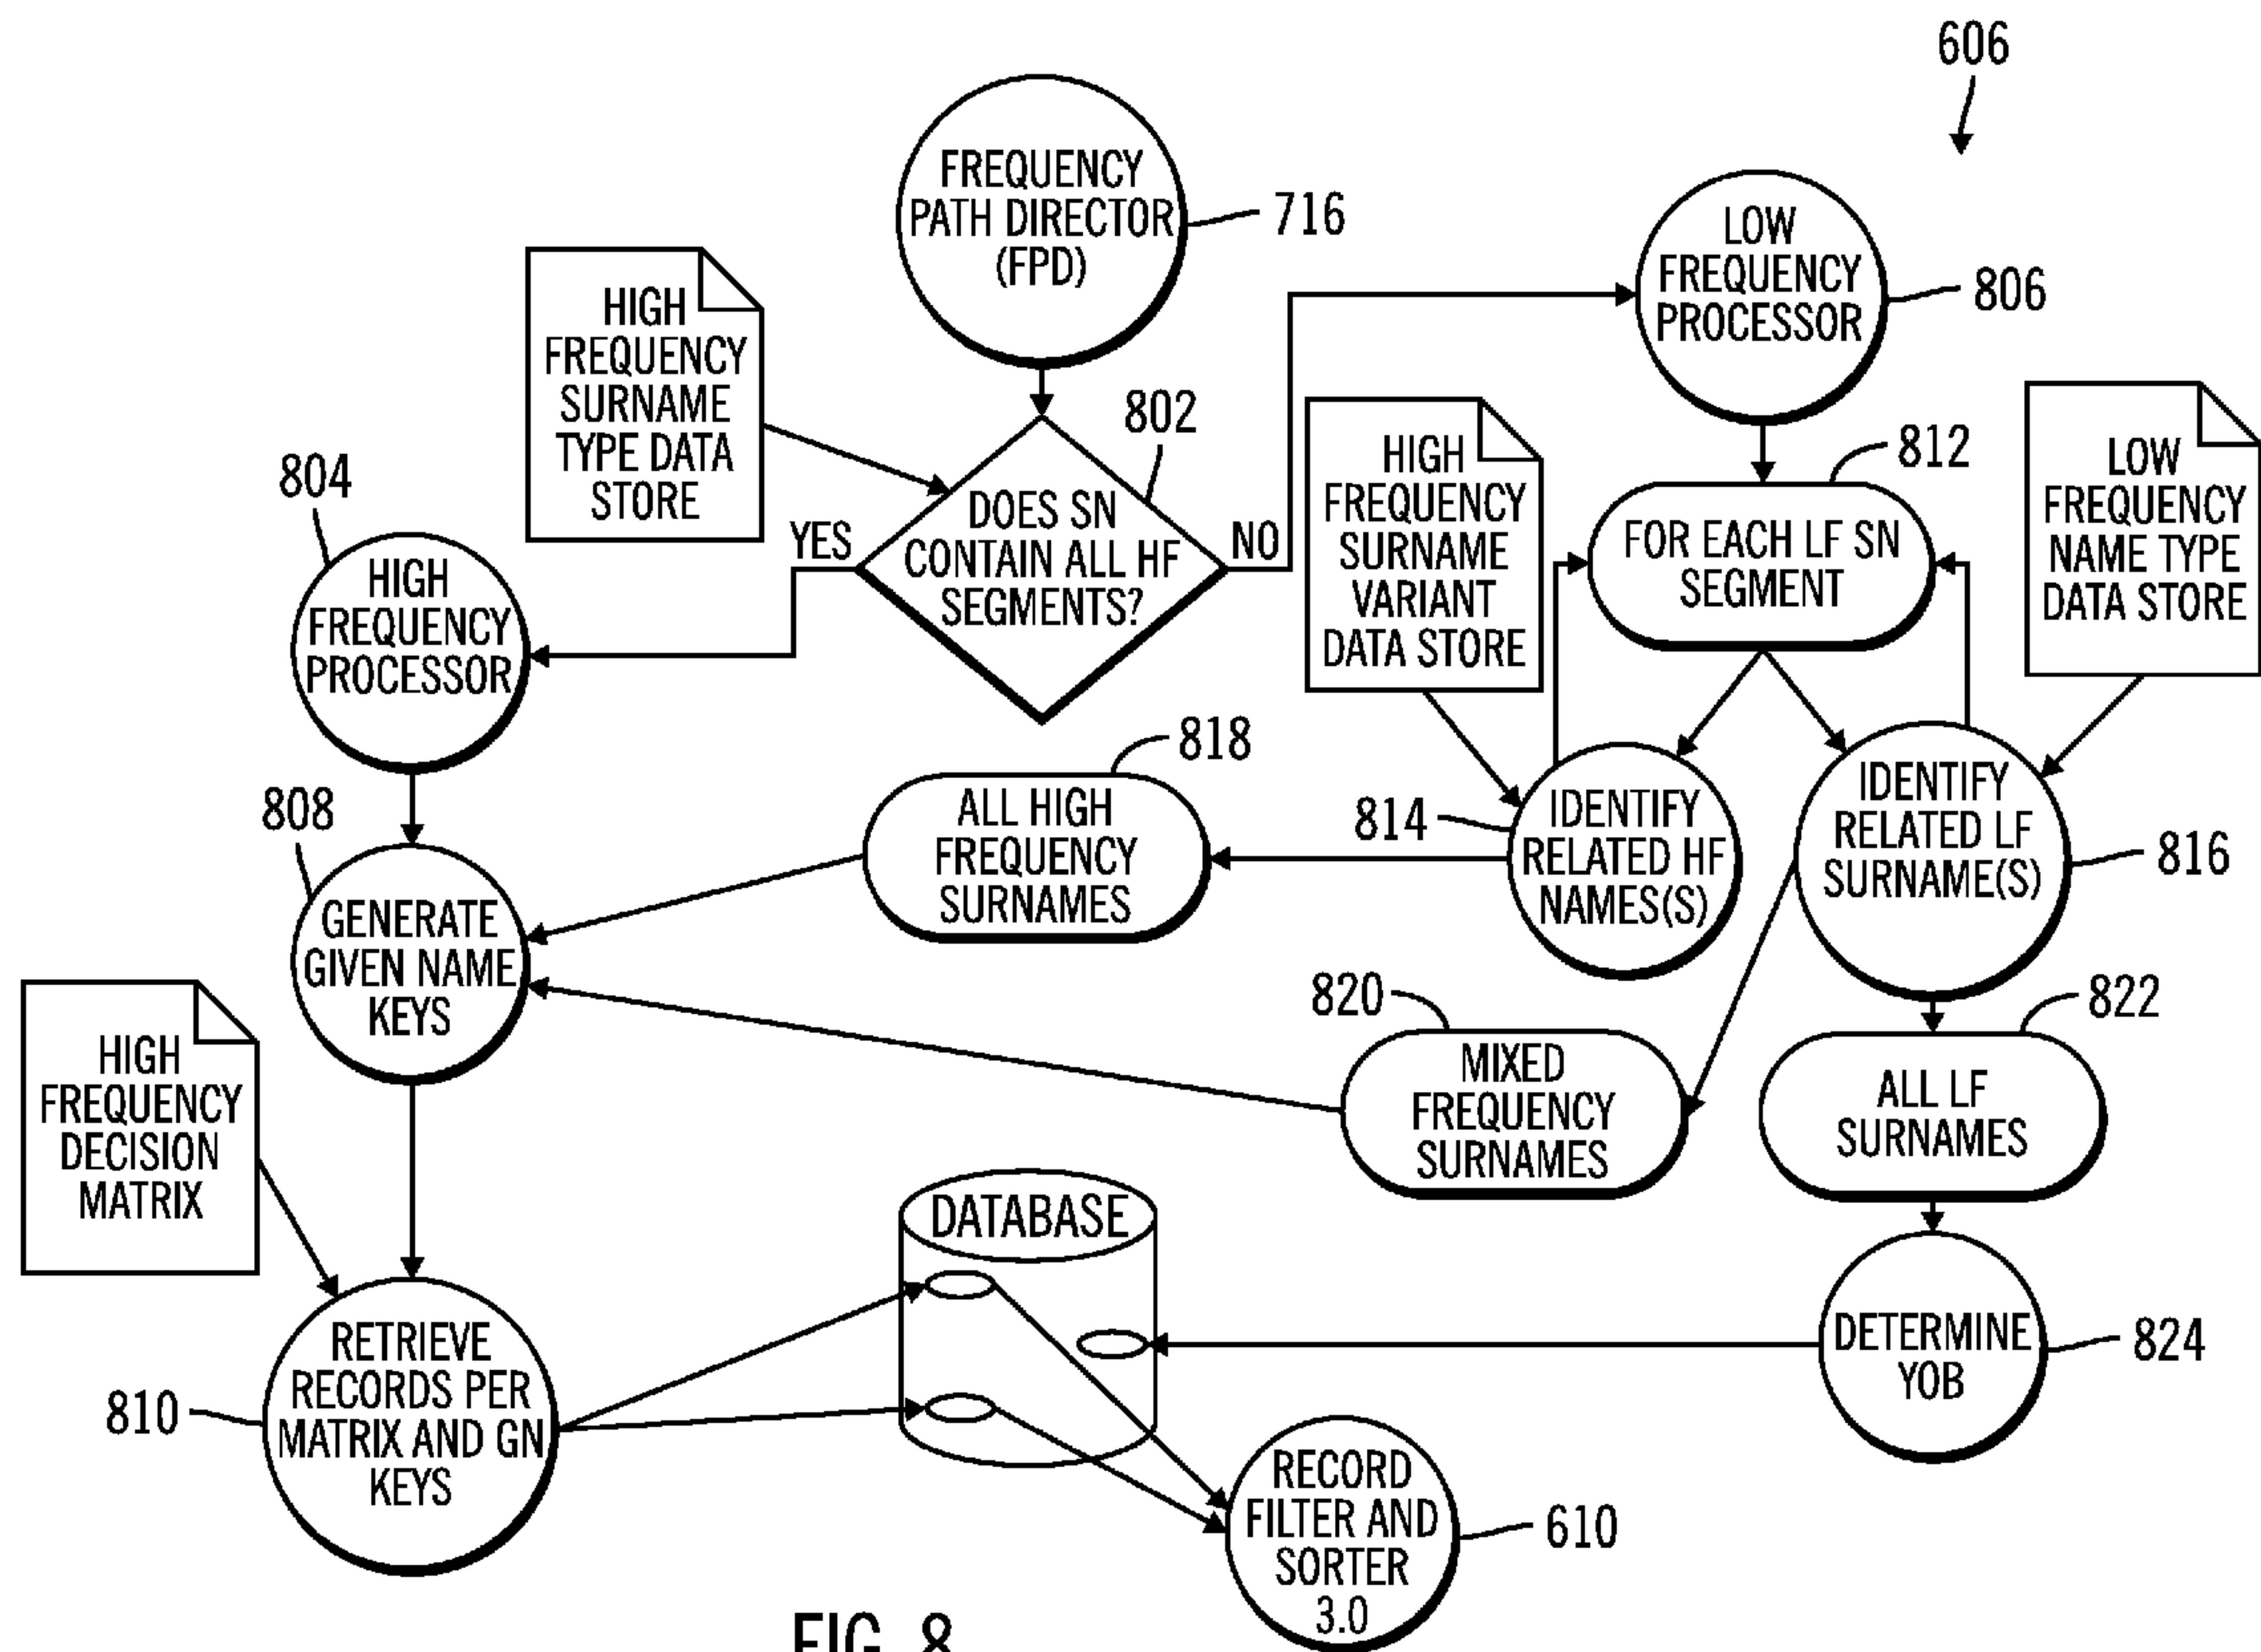 606
FREQUENCY
PATH DIRECTOR
(FPD)
716
LOW
FREQUENCY
PROCESSOR
806
HIGH
FREQUENCY
SURNAME
TYPE DATA
STORE
802
DOES SN
CONTAIN ALL HF
SEGMENTS?
YES
NO
804
HIGH
FREQUENCY
PROCESSOR
HIGH
FREQUENCY
SURNAME
VARIANT
DATA STORE
812
FOR EACH LF SN
SEGMENT
LOW
FREQUENCY
NAME TYPE
DATA STORE
818
ALL HIGH
FREQUENCY
SURNAMES
814
IDENTIFY
RELATED HF
NAMES(S)
IDENTIFY
RELATED LF
SURNAME(S)
816
808
GENERATE
GIVEN NAME
KEYS
820
MIXED
FREQUENCY
SURNAMES
822
ALL LF
SURNAMES
HIGH
FREQUENCY
DECISION
MATRIX
DATABASE
810
RETRIEVE
RECORDS PER
MATRIX AND GN
KEYS
DETERMINE
YOB
824
RECORD
FILTER AND
SORTER
3.0
610
FIG. 8